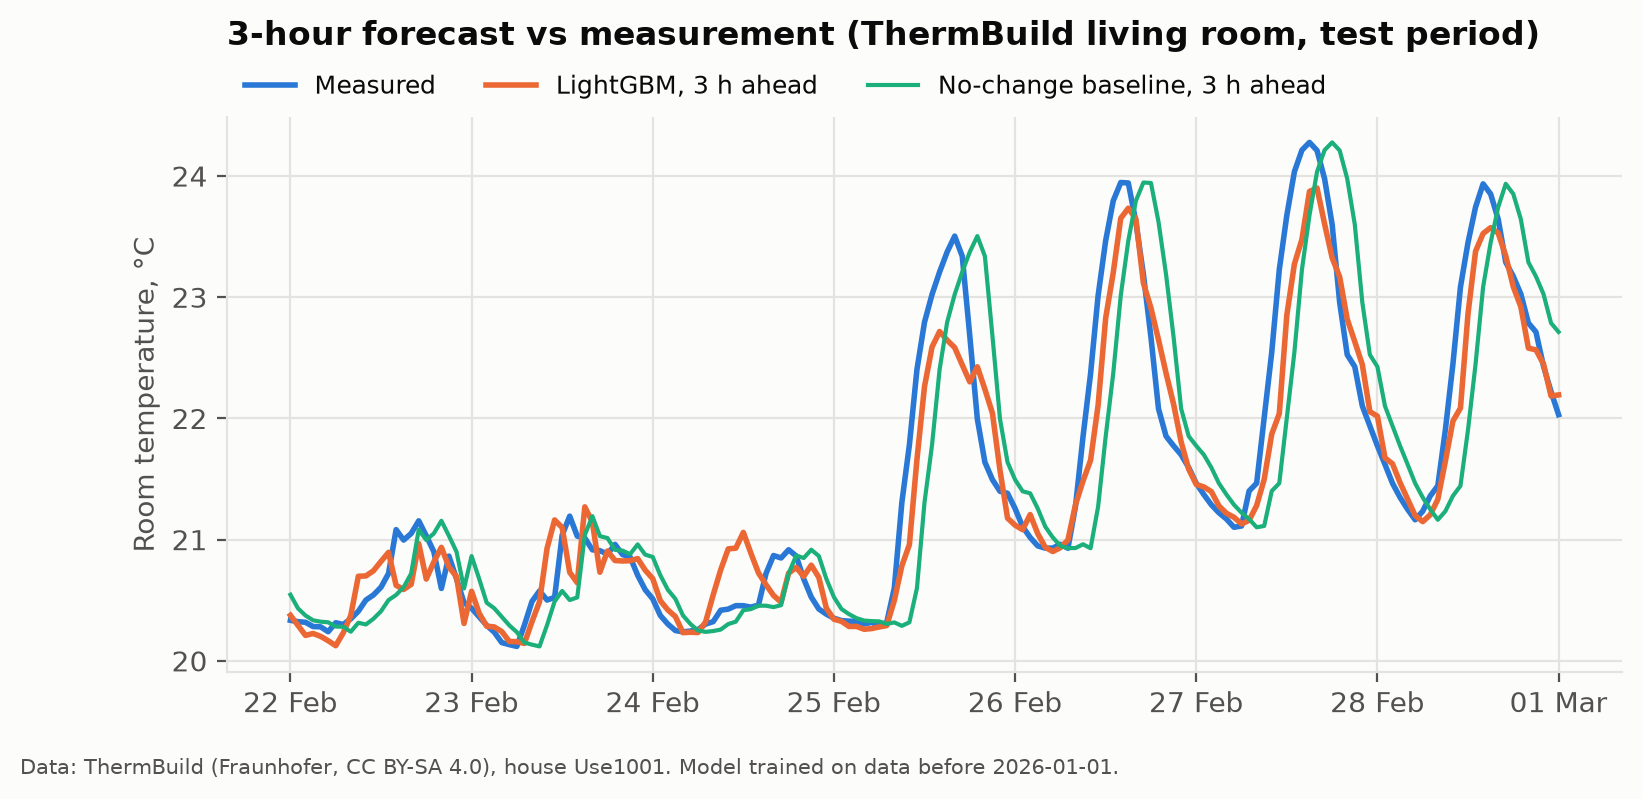 3-hour forecast vs measurement (ThermBuild living room, test period)
Measured
LightGBM, 3 h ahead
No-change baseline, 3 h ahead
Room temperature, °C
24
23
22
21
20
22 Feb
23 Feb
24 Feb
25 Feb
26 Feb
27 Feb
28 Feb
01 Mar
Data: ThermBuild (Fraunhofer, CC BY-SA 4.0), house Use1001. Model trained on data before 2026-01-01.